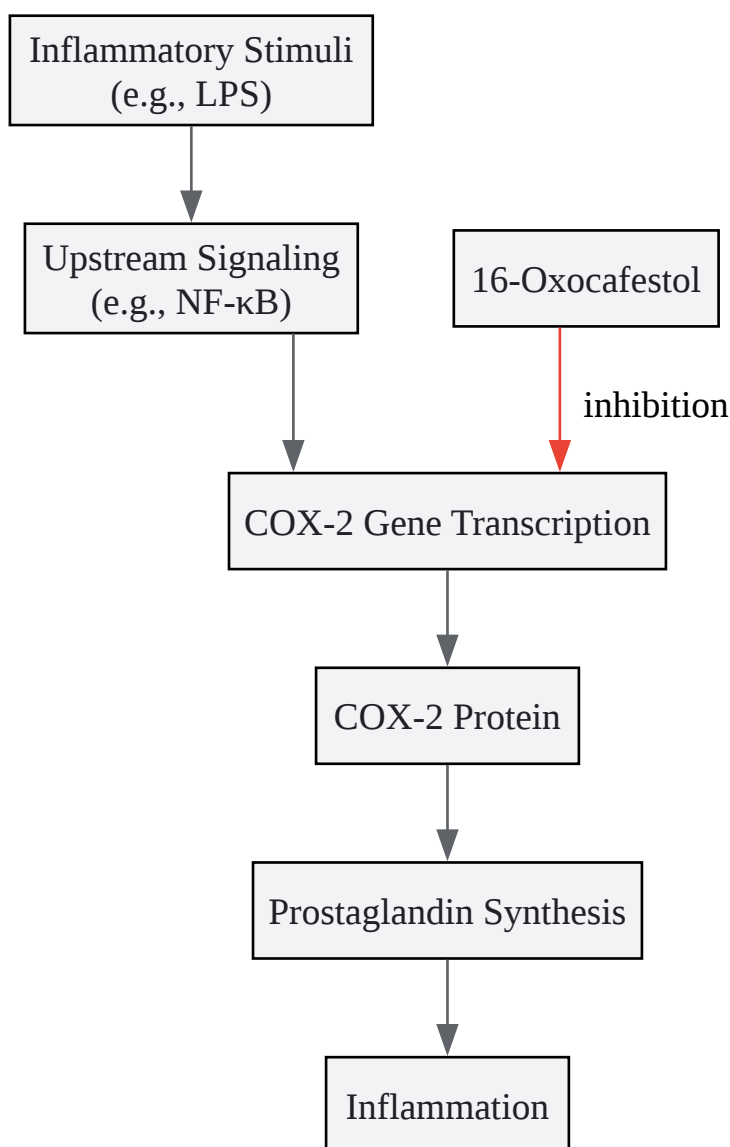 Inflammatory Stimuli
(e.g., LPS)
Upstream Signaling
(e.g., NF-κB)
16-Oxocafestol
inhibition
COX-2 Gene Transcription
COX-2 Protein
Prostaglandin Synthesis
Inflammation